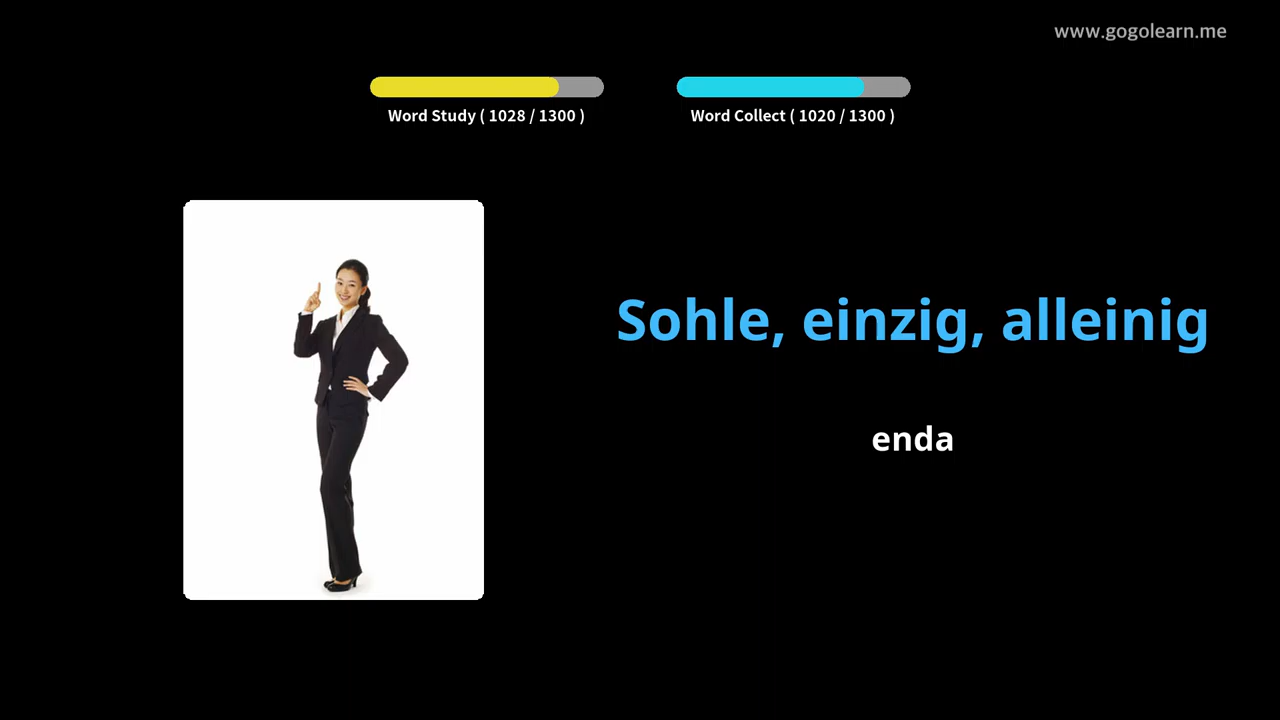 www.gogolearn.me
Word Study ( 1028 / 1300 )
Word Collect ( 1020 / 1300 )
Sohle, einzig, alleinig
enda